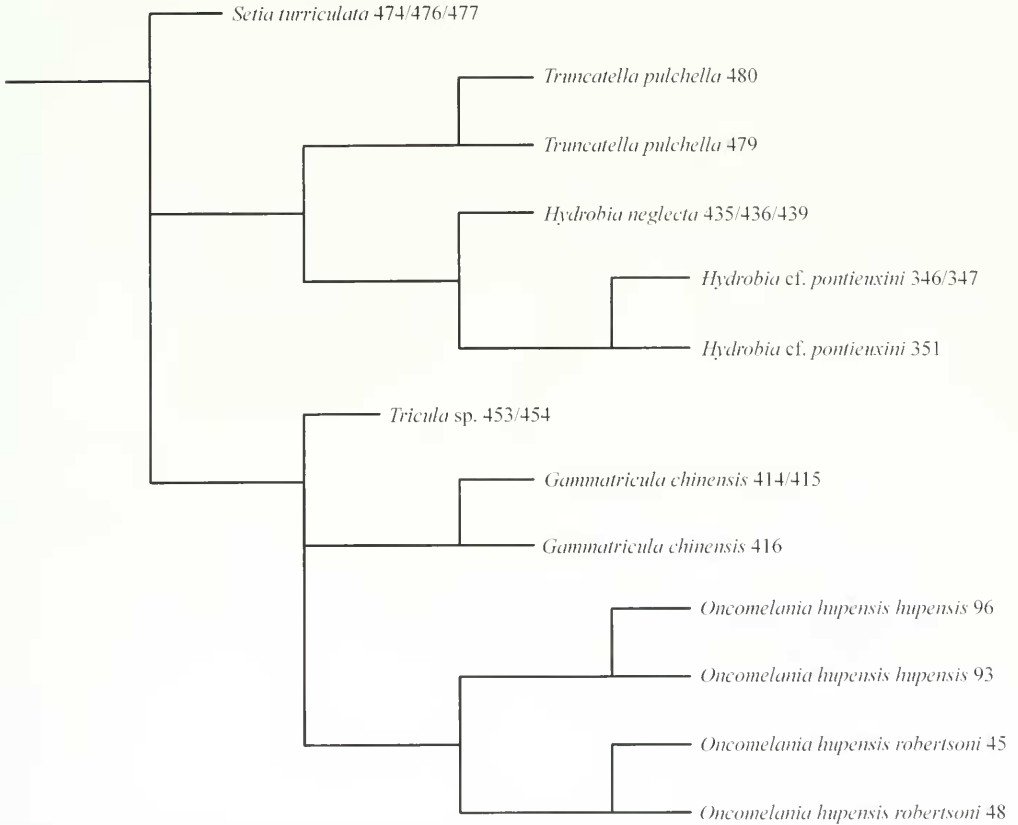 Setia turriculata 474/476/477
Truncatella pulchella 480
Truncatella pulchella 479
Hydrobia neglecta 435/436/439
Hydrobia cf. pontieuxini 346/347
Hydrobia cf. pontieuxini 351
Tricula sp. 453/454
Gammatricula chinensis 414/415
Gammatricula chinensis 416
Oncomelania hupensis hupensis 96
Oncomelania hupensis hupensis 93
Oncomelania hupensis robertsoni 45
Oncomelania hupensis robertsoni 48